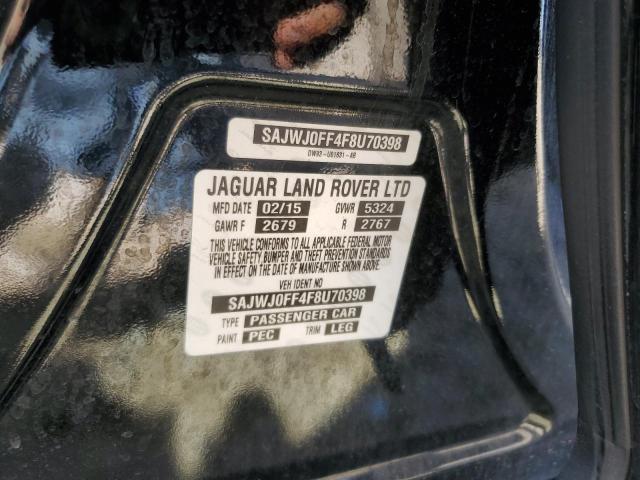 SAJWJ0FF4F8U70398
JAGUAR LAND ROVER LTD
MFD DATE 02/15 GVWR 5324
GAWR F 2679 R 2767
THIS VEHICLE CONFORMS TO ALL APPLICABLE FEDERAL MOTOR
VEHICLE SAFETY, BUMPER AND THEFT PREVENTION STANDARDS
IN EFFECT ON THE DATE OF MANUFACTURE SHOWN ABOVE.
VEH IDENT NO
SAJWJ0FF4F8U70398
TYPE PASSENGER CAR
PAINT PEC TRIM LEG